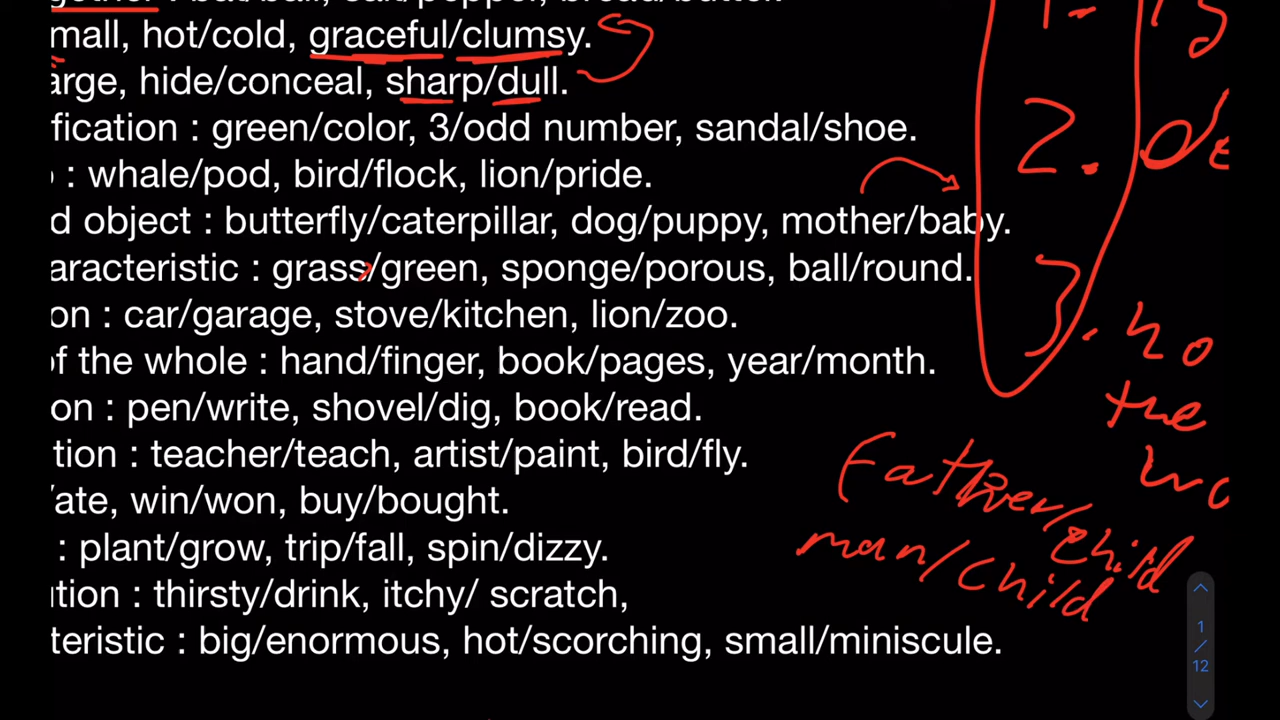 mall, hot/cold, graceful/clumsy.
arge, hide/conceal, sharp/dull.
fication : green/color, 3/odd number, sandal/shoe.
2.
: whale/pod, bird/flock, lion/pride.
d object : butterfly/caterpillar, dog/puppy, mother/baby.
aracteristic : grass/green, sponge/porous, ball/round.
3. no
on : car/garage, stove/kitchen, lion/zoo.
of the whole : hand/finger, book/pages, year/month.
the
on : pen/write, shovel/dig, book/read.
tion : teacher/teach, artist/paint, bird/fly.
Father/child
/ate, win/won, buy/bought.
man/child
: plant/grow, trip/fall, spin/dizzy.
ution : thirsty/drink, itchy/ scratch,
teristic : big/enormous, hot/scorching, small/miniscule.
1
/
12